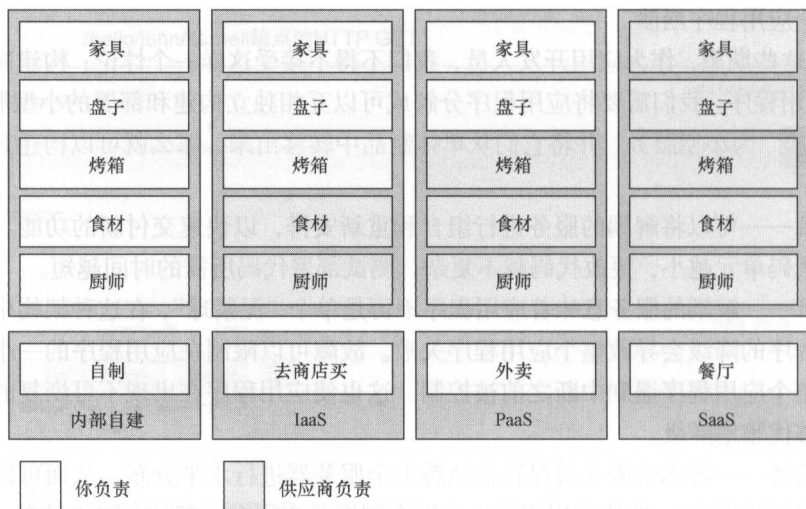 家具 家具 家具 家具
盘子 盘子 盘子 盘子
烤箱 烤箱 烤箱 烤箱
食材 食材 食材 食材
厨师 厨师 厨师 厨师
自制 去商店买 外卖 餐厅
内部自建 IaaS PaaS SaaS
你负责 供应商负责